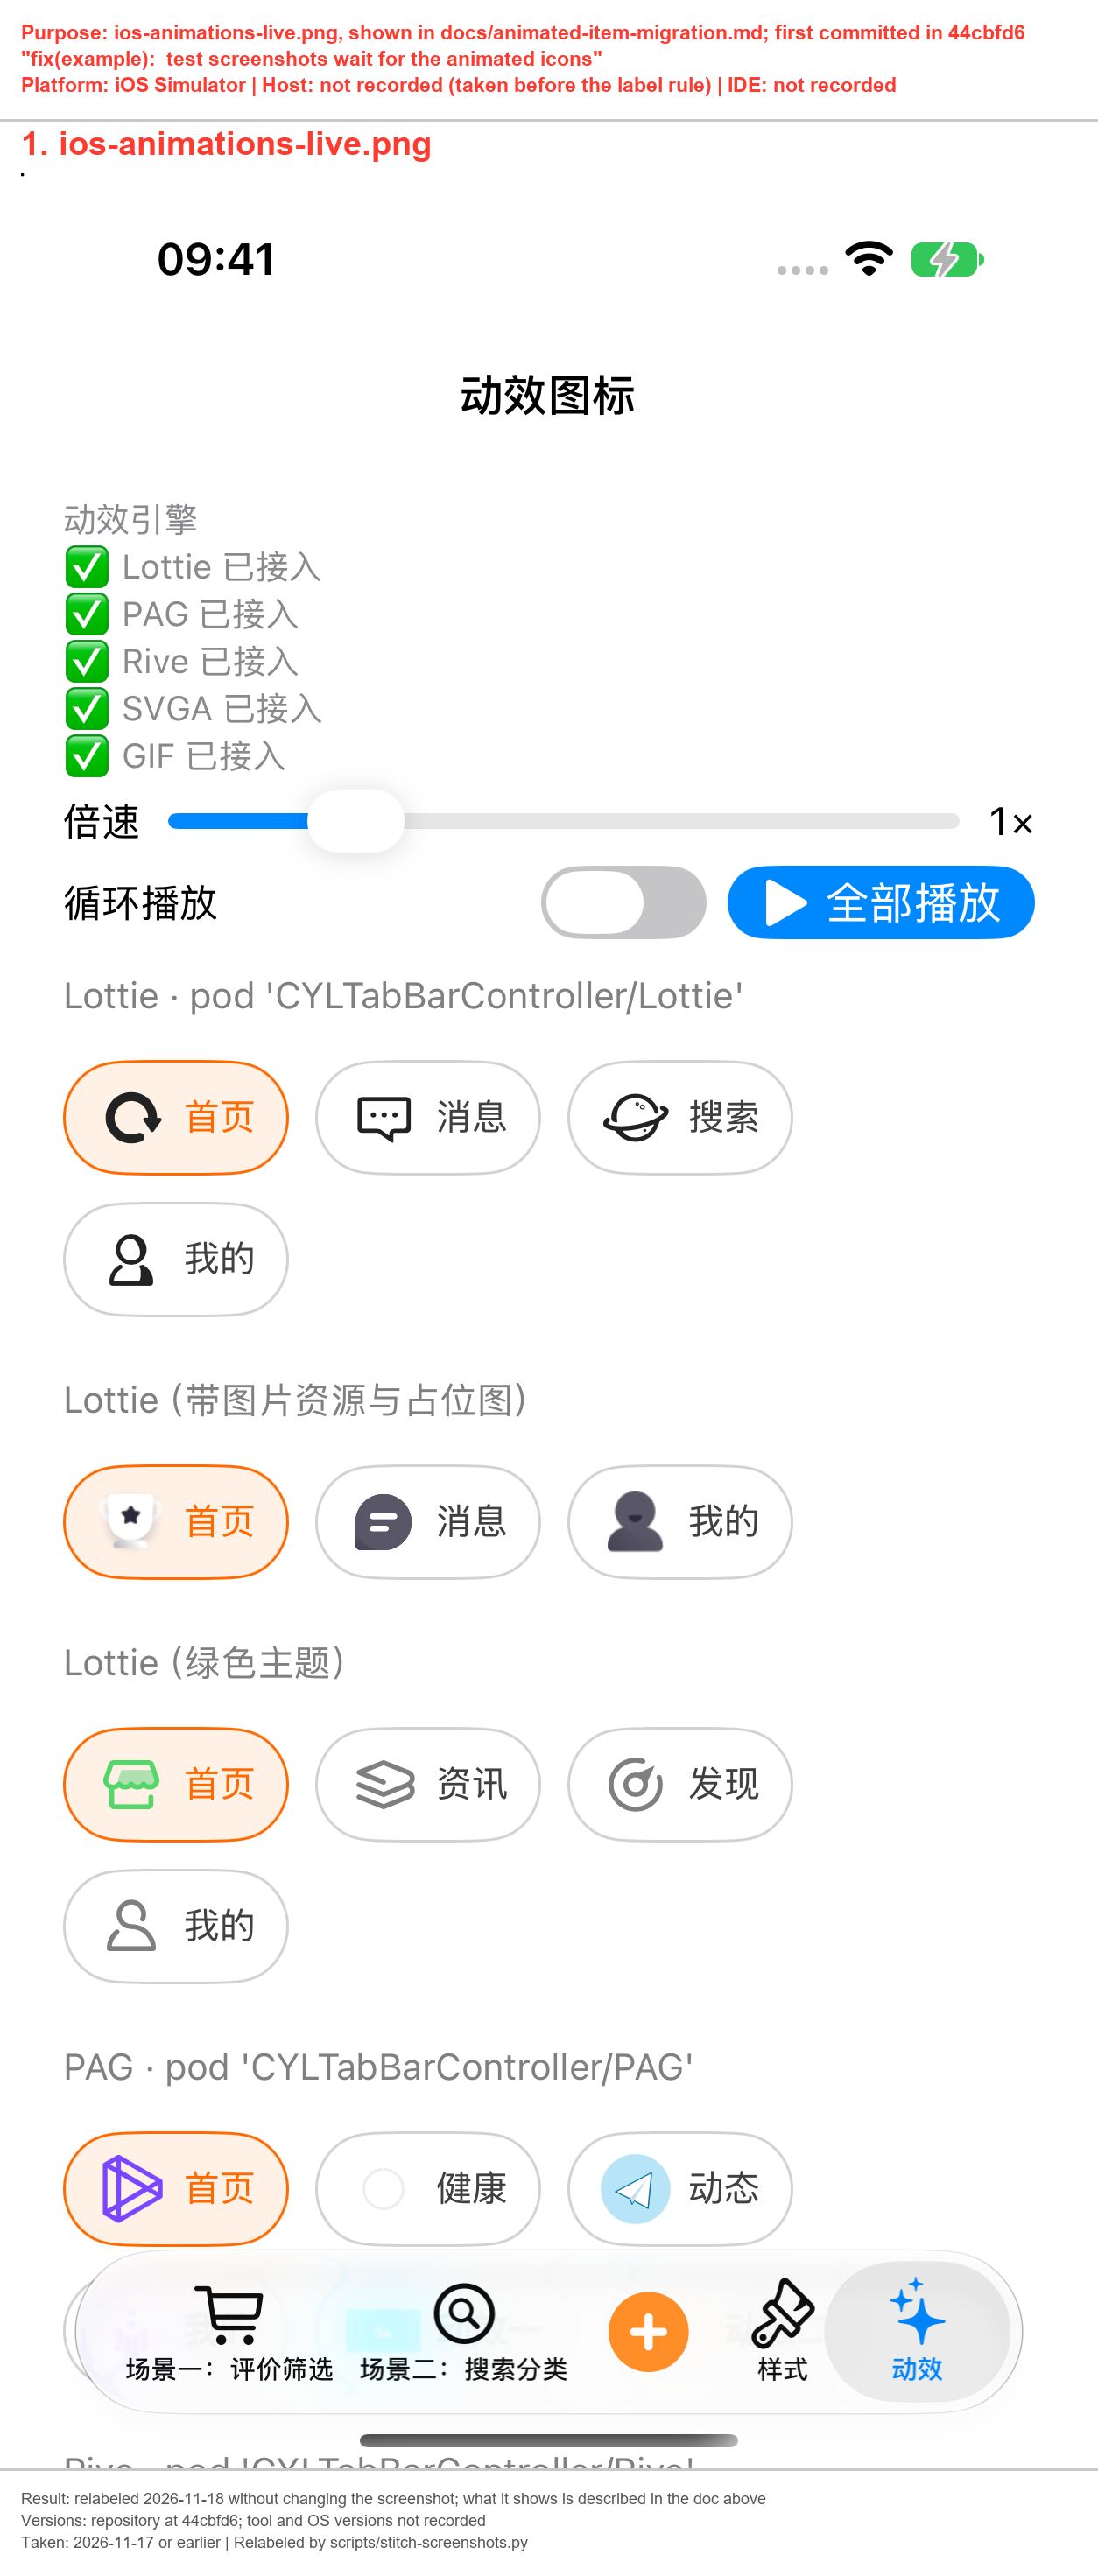 Purpose: ios-animations-live.png, shown in docs/animated-item-migration.md; first committed in 44cbfd6
"fix(example):  test screenshots wait for the animated icons"
Platform: iOS Simulator | Host: not recorded (taken before the label rule) | IDE: not recorded
1. ios-animations-live.png
09:41
动效图标
动效引擎
✅ Lottie 已接入
✅ PAG 已接入
✅ Rive 已接入
✅ SVGA 已接入
✅ GIF 已接入
倍速 1×
循环播放 全部播放
Lottie · pod 'CYLTabBarController/Lottie'
首页 消息 搜索
我的
Lottie (带图片资源与占位图)
首页 消息 我的
Lottie (绿色主题)
首页 资讯 发现
我的
PAG · pod 'CYLTabBarController/PAG'
首页 健康 动态
场景一：评价筛选 场景二：搜索分类 样式 动效
Rive · pod 'CYLTabBarController/Rive'
Result: relabeled 2026-11-18 without changing the screenshot; what it shows is described in the doc above
Versions: repository at 44cbfd6; tool and OS versions not recorded
Taken: 2026-11-17 or earlier | Relabeled by scripts/stitch-screenshots.py